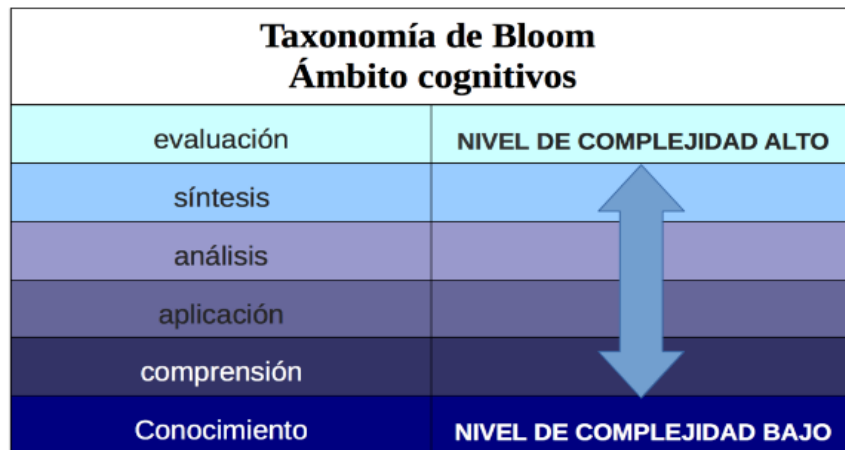 Taxonomía de Bloom
Ámbito cognitivos
evaluación NIVEL DE COMPLEJIDAD ALTO
síntesis
análisis
aplicación
comprensión
Conocimiento NIVEL DE COMPLEJIDAD BAJO